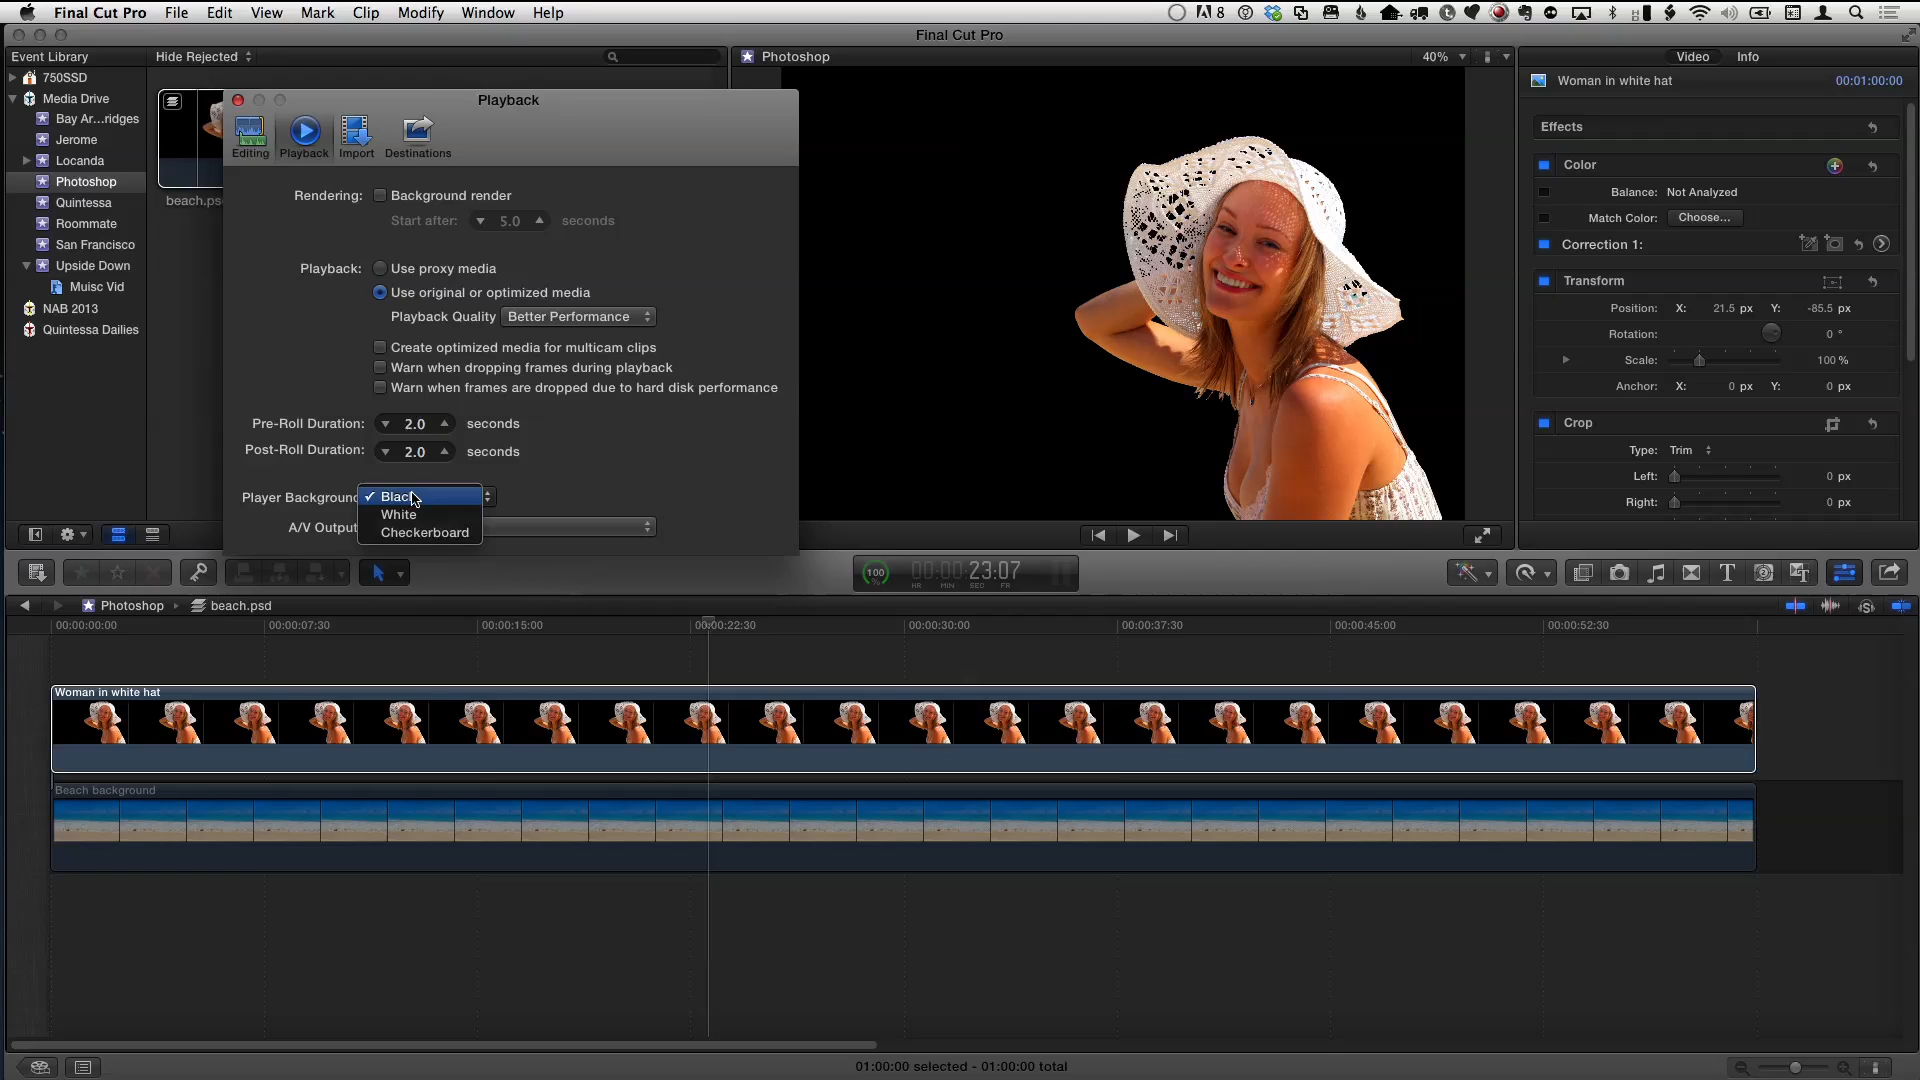 Final Cut Pro File Edit View Mark Clip Modify Window Help
8
Final Cut Pro
Event Library
Hide Rejected
Photoshop
40%
Video Info
750SSD
Media Drive
Bay Ar...ridges
Jerome
Locanda
Photoshop
Quintessa
Roommate
San Francisco
Upside Down
Muisc Vid
NAB 2013
Quintessa Dailies
beach.ps
Playback
Editing Playback Import Destinations
Rendering: Background render
Start after: 5.0 seconds
Playback: Use proxy media
Use original or optimized media
Playback Quality Better Performance
Create optimized media for multicam clips
Warn when dropping frames during playback
Warn when frames are dropped due to hard disk performance
Pre-Roll Duration: 2.0 seconds
Post-Roll Duration: 2.0 seconds
Player Background
Black
White
Checkerboard
A/V Output
Woman in white hat 00:01:00:00
Effects
Color
Balance: Not Analyzed
Match Color: Choose...
Correction 1:
Transform
Position: X: 21.5 px Y: -85.5 px
Rotation: 0 °
Scale: 100 %
Anchor: X: 0 px Y: 0 px
Crop
Type: Trim
Left: 0 px
Right: 0 px
100 % 00:00:23:07
HR MIN SEC FR
Photoshop beach.psd
00:00:00:00 00:00:07:30 00:00:15:00 00:00:22:30 00:00:30:00 00:00:37:30 00:00:45:00 00:00:52:30
Woman in white hat
Beach background
01:00:00 selected - 01:00:00 total